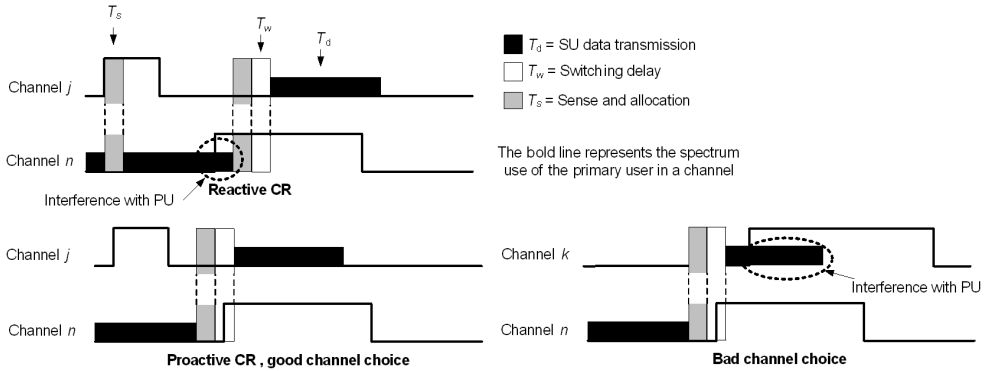 Ts
Tw
Td
Channel j
Channel n
Interference with PU
Reactive CR
Td = SU data transmission
Tw = Switching delay
Ts = Sense and allocation
The bold line represents the spectrum
use of the primary user in a channel
Channel j
Channel n
Proactive CR , good channel choice
Channel k
Interference with PU
Channel n
Bad channel choice